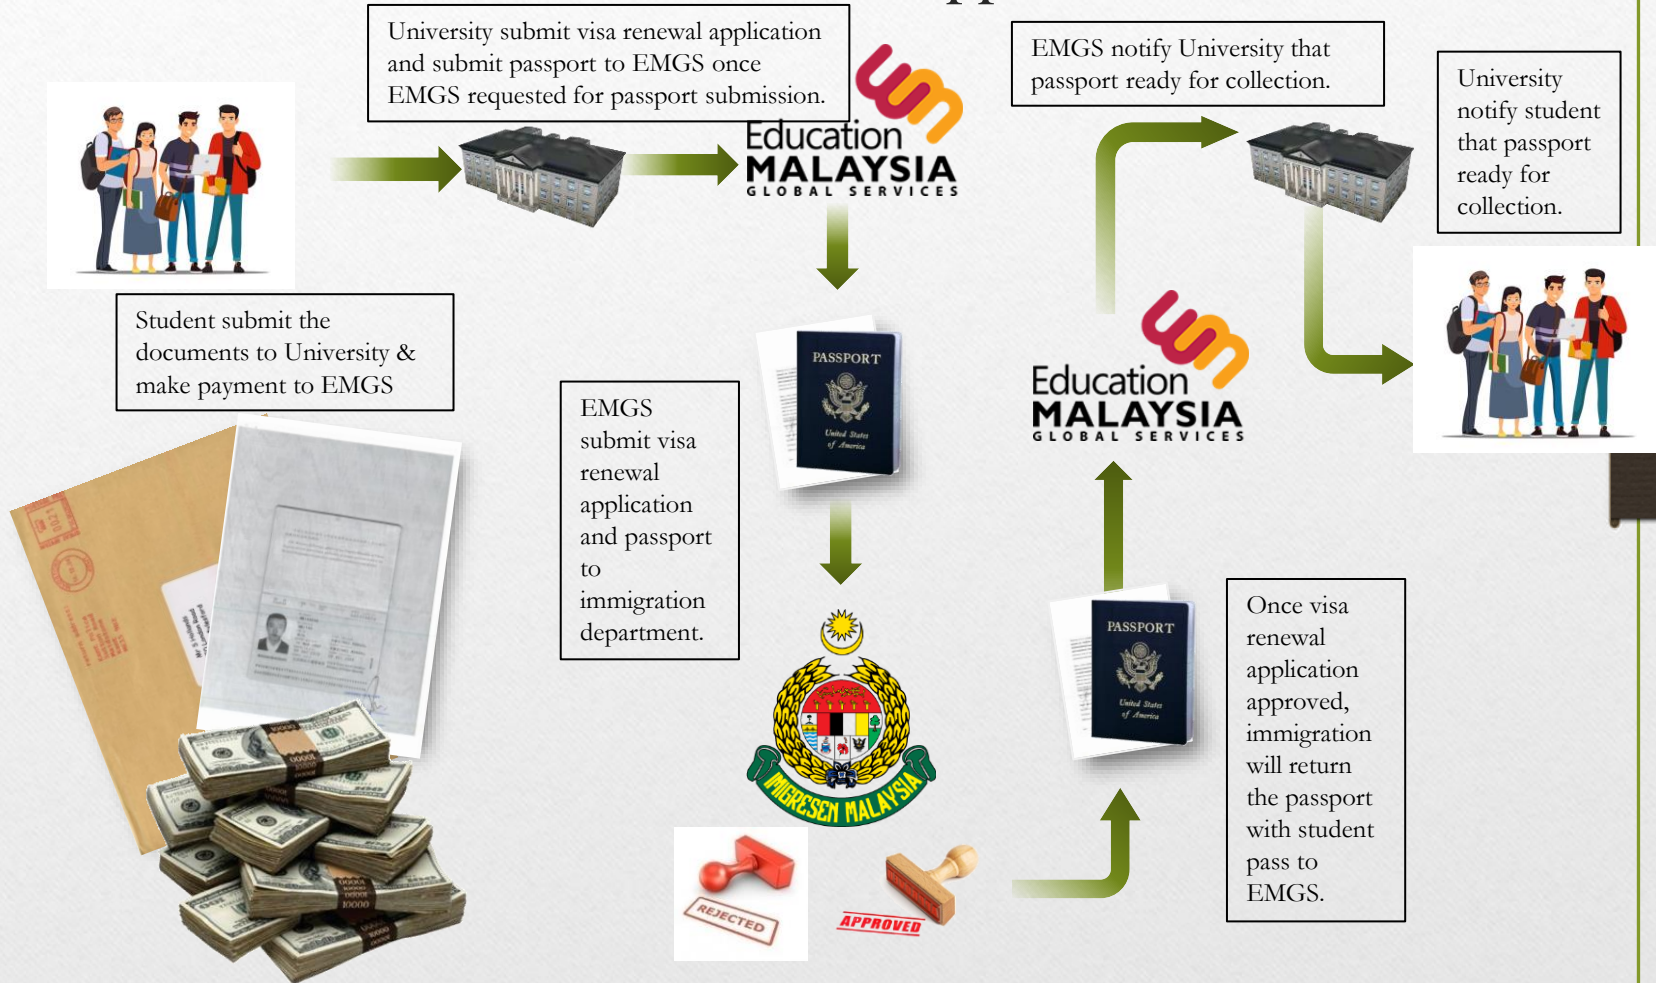 University submit visa renewal application
and submit passport to EMGS once
EMGS requested for passport submission.
EMGS notify University that
passport ready for collection.
University
notify student
that passport
ready for
collection.
Education
MALAYSIA
GLOBAL SERVICES
Student submit the
documents to University &
make payment to EMGS
PASSPORT
United States
of America
EMGS
submit visa
renewal
application
and passport
to
immigration
department.
Education
MALAYSIA
GLOBAL SERVICES
PASSPORT
United States
of America
Once visa
renewal
application
approved,
immigration
will return
the passport
with student
pass to
EMGS.
IMIGRESEN MALAYSIA
REJECTED
APPROVED
10000
10000